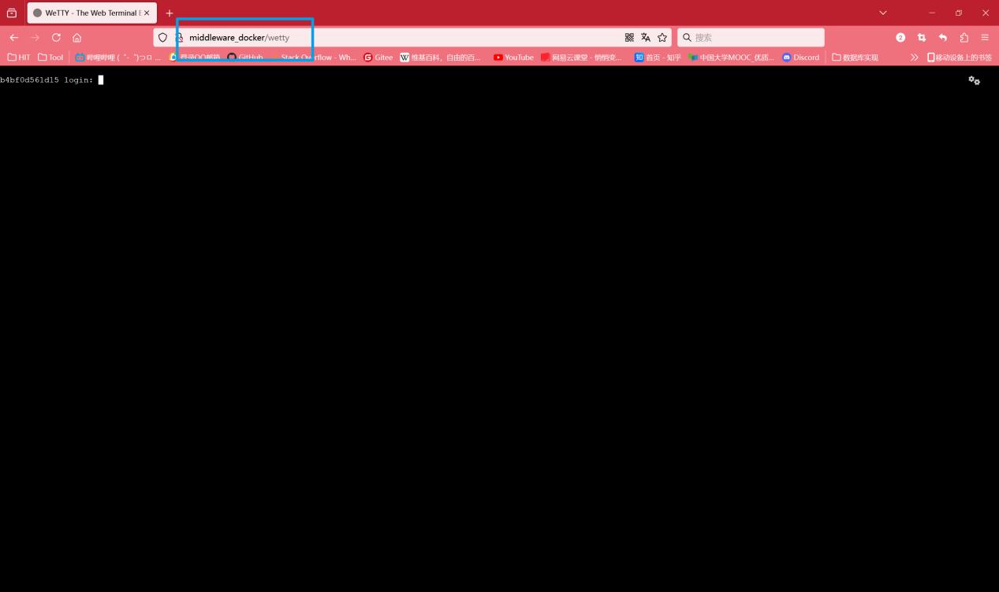 WeTTY - The Web Terminal E
middleware_docker/wetty
搜索
2
HIT Tool 哔哩哔哩 ( ゜- ゜)つロ ... 登录QQ邮箱 GitHub Stack Overflow - Wh... Gitee 维基百科，自由的百... YouTube 网易云课堂 - 悄悄变... 首页 - 知乎 中国大学MOOC_优质... Discord 数据库实现 移动设备上的书签
b4bf0d561d15 login: